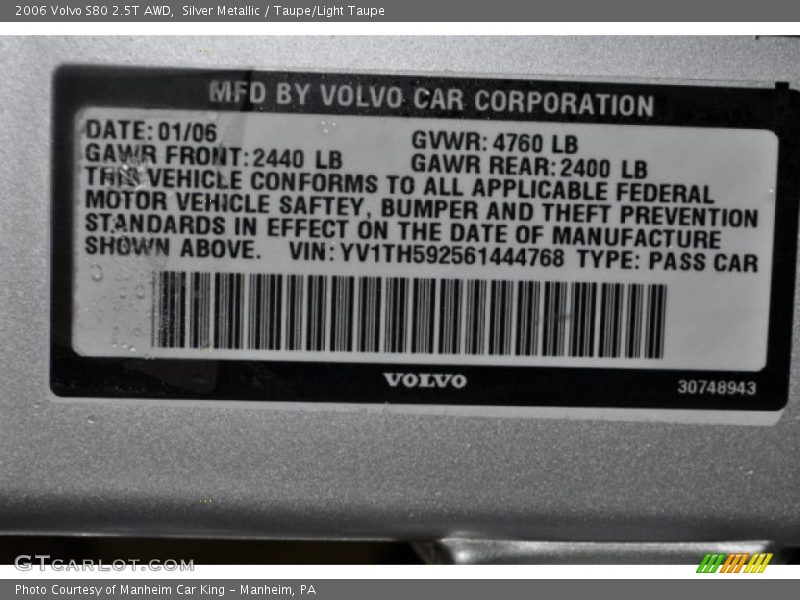 2006 Volvo S80 2.5T AWD,  Silver Metallic / Taupe/Light Taupe
MFD BY VOLVO CAR CORPORATION
DATE: 01/06 GVWR: 4760 LB
GAWR FRONT: 2440 LB GAWR REAR: 2400 LB
THIS VEHICLE CONFORMS TO ALL APPLICABLE FEDERAL
MOTOR VEHICLE SAFTEY, BUMPER AND THEFT PREVENTION
STANDARDS IN EFFECT ON THE DATE OF MANUFACTURE
SHOWN ABOVE. VIN: YV1TH592561444768 TYPE: PASS CAR
VOLVO
30748943
GTCARLOT.COM
Photo Courtesy of Manheim Car King - Manheim, PA